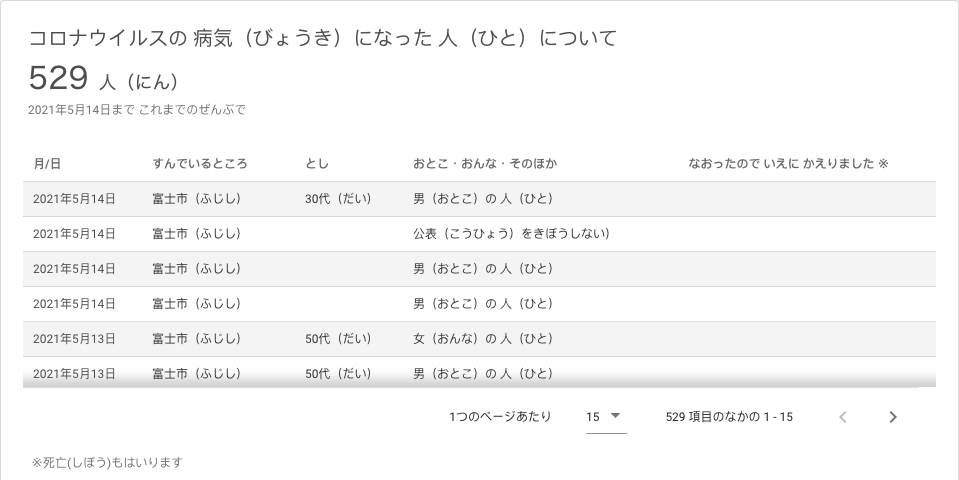 コロナウイルスの 病気（びょうき）になった 人（ひと）について
529 人（にん）
2021年5月14日まで これまでのぜんぶで
月/日 すんでいるところ とし おとこ・おんな・そのほか なおったので いえに かえりました ※
2021年5月14日 富士市（ふじし） 30代（だい） 男（おとこ）の 人（ひと）
2021年5月14日 富士市（ふじし） 公表（こうひょう）をきぼうしない）
2021年5月14日 富士市（ふじし） 男（おとこ）の 人（ひと）
2021年5月14日 富士市（ふじし） 男（おとこ）の 人（ひと）
2021年5月13日 富士市（ふじし） 50代（だい） 女（おんな）の 人（ひと）
2021年5月13日 富士市（ふじし） 50代（だい） 男（おとこ）の 人（ひと）
1つのページあたり 15 529 項目のなかの 1 - 15
※死亡(しぼう)もはいります